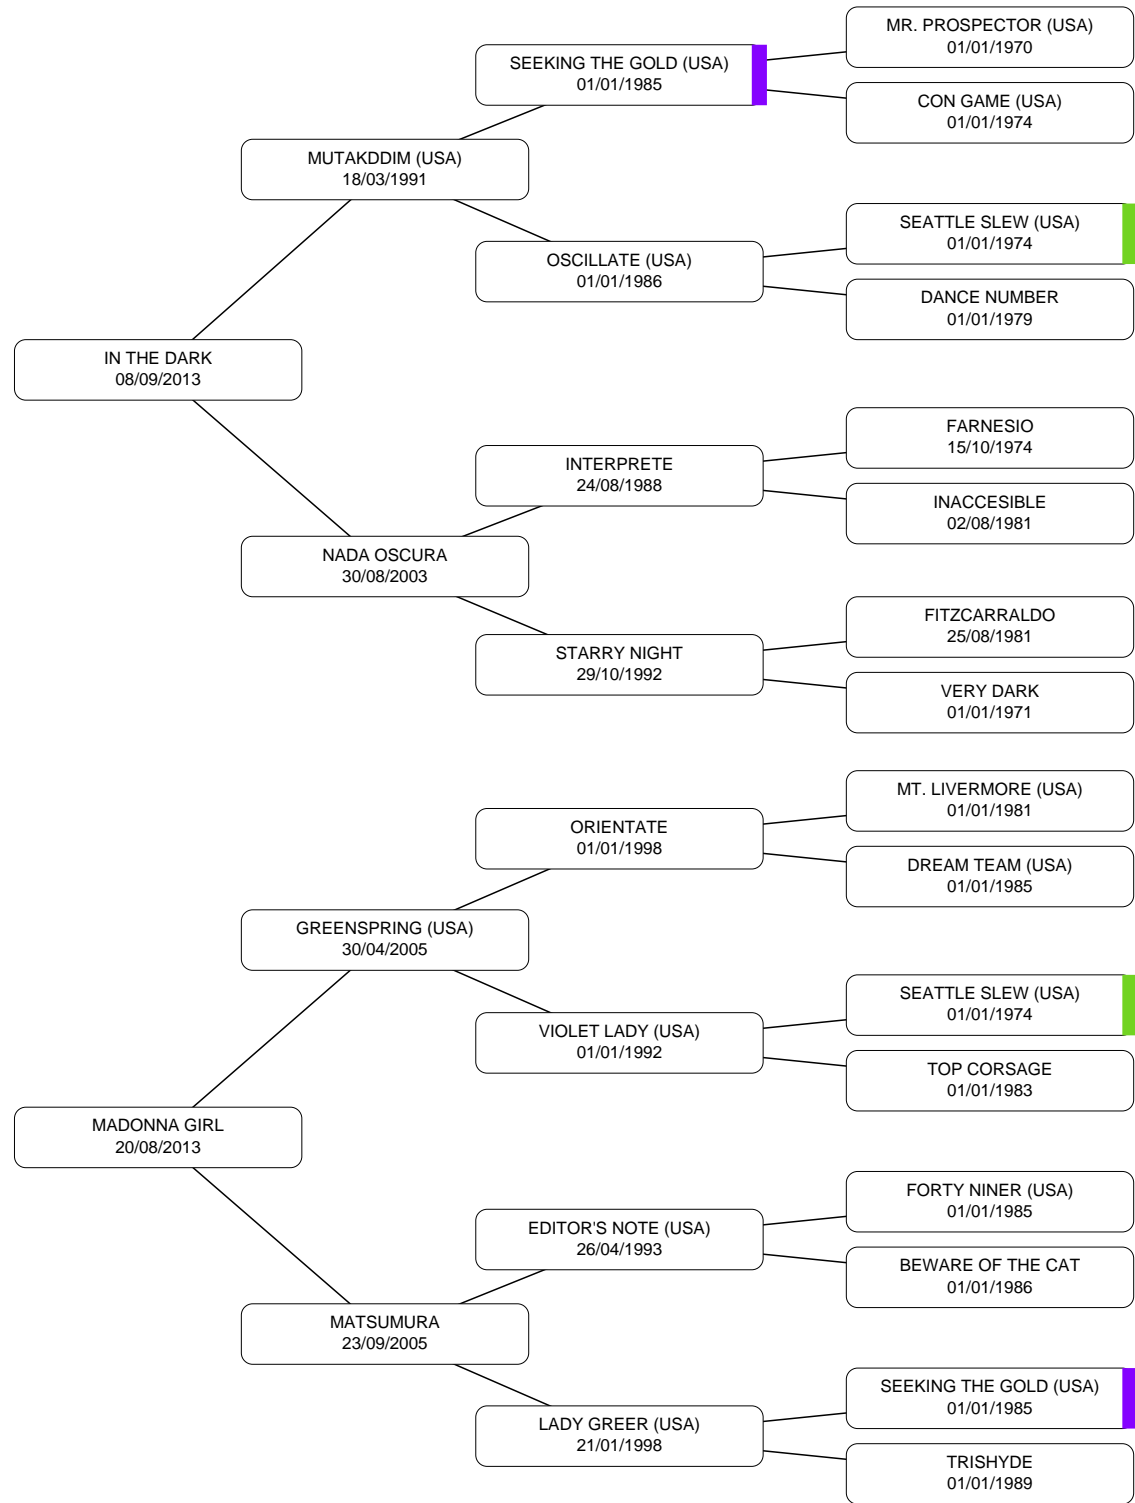 MR. PROSPECTOR (USA)
01/01/1970
SEEKING THE GOLD (USA)
01/01/1985
CON GAME (USA)
01/01/1974
MUTAKDDIM (USA)
18/03/1991
SEATTLE SLEW (USA)
01/01/1974
OSCILLATE (USA)
01/01/1986
DANCE NUMBER
01/01/1979
IN THE DARK
08/09/2013
FARNESIO
15/10/1974
INTERPRETE
24/08/1988
INACCESIBLE
02/08/1981
NADA OSCURA
30/08/2003
FITZCARRALDO
25/08/1981
STARRY NIGHT
29/10/1992
VERY DARK
01/01/1971
MT. LIVERMORE (USA)
01/01/1981
ORIENTATE
01/01/1998
DREAM TEAM (USA)
01/01/1985
GREENSPRING (USA)
30/04/2005
SEATTLE SLEW (USA)
01/01/1974
VIOLET LADY (USA)
01/01/1992
TOP CORSAGE
01/01/1983
MADONNA GIRL
20/08/2013
FORTY NINER (USA)
01/01/1985
EDITOR'S NOTE (USA)
26/04/1993
BEWARE OF THE CAT
01/01/1986
MATSUMURA
23/09/2005
SEEKING THE GOLD (USA)
01/01/1985
LADY GREER (USA)
21/01/1998
TRISHYDE
01/01/1989